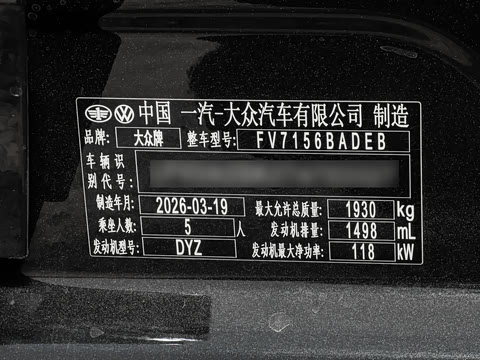 中国 一汽-大众汽车有限公司 制造
品牌: 大众牌 整车型号: FV7156BADEB
车辆识
别代号:
制造年月: 2026-03-19 最大允许总质量: 1930 kg
乘坐人数: 5 人 发动机排量: 1498 mL
发动机型号: DYZ 发动机最大净功率: 118 kW